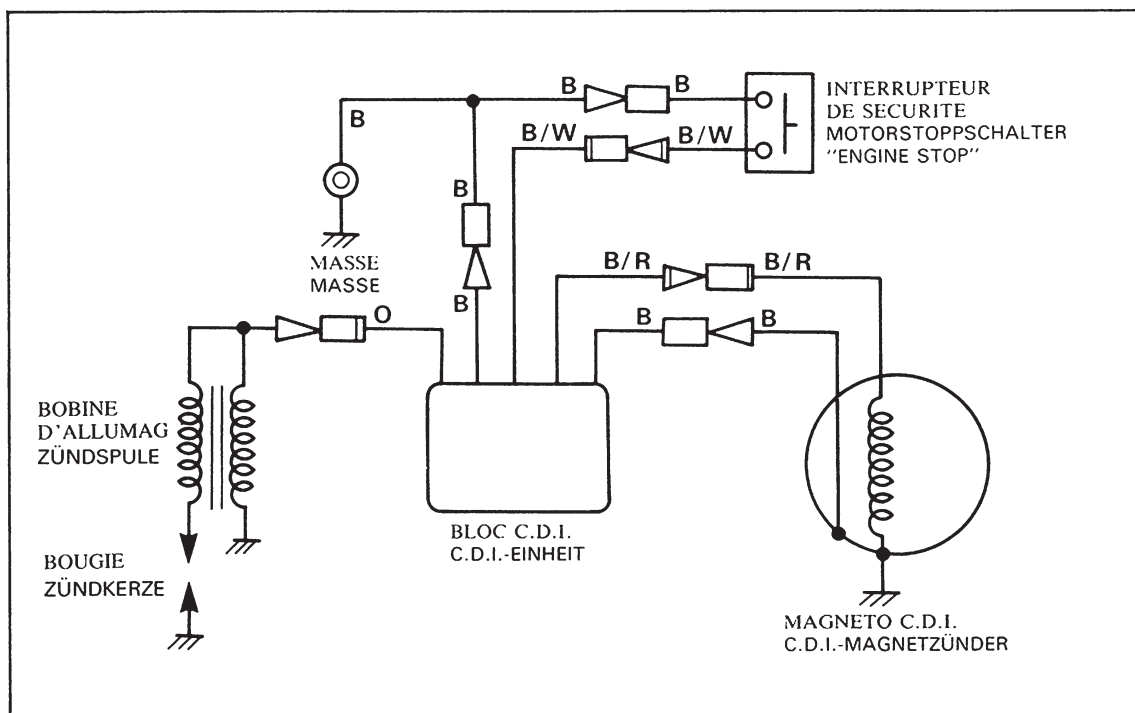 B
B
INTERRUPTEUR
DE SECURITE
MOTORSTOPPSCHALTER
"ENGINE STOP"
B
B/W
B/W
B
MASSE
MASSE
B
B/R
B/R
O
B
B
BOBINE
D'ALLUMAG
ZÜNDSPULE
BLOC C.D.I.
C.D.I.-EINHEIT
BOUGIE
ZÜNDKERZE
MAGNETO C.D.I.
C.D.I.-MAGNETZÜNDER